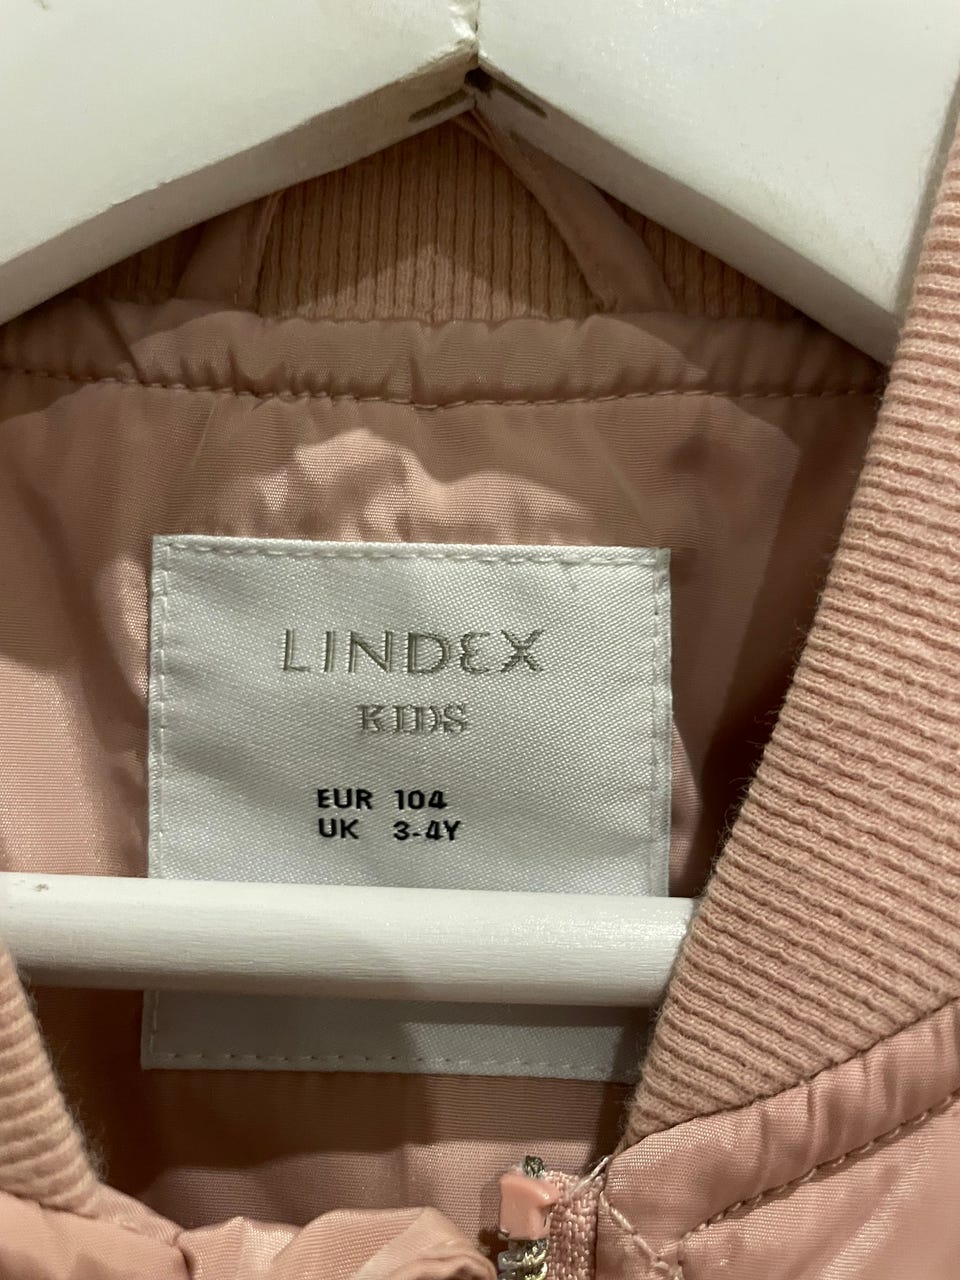 LINDEX
KIDS
EUR 104
UK 3-4Y